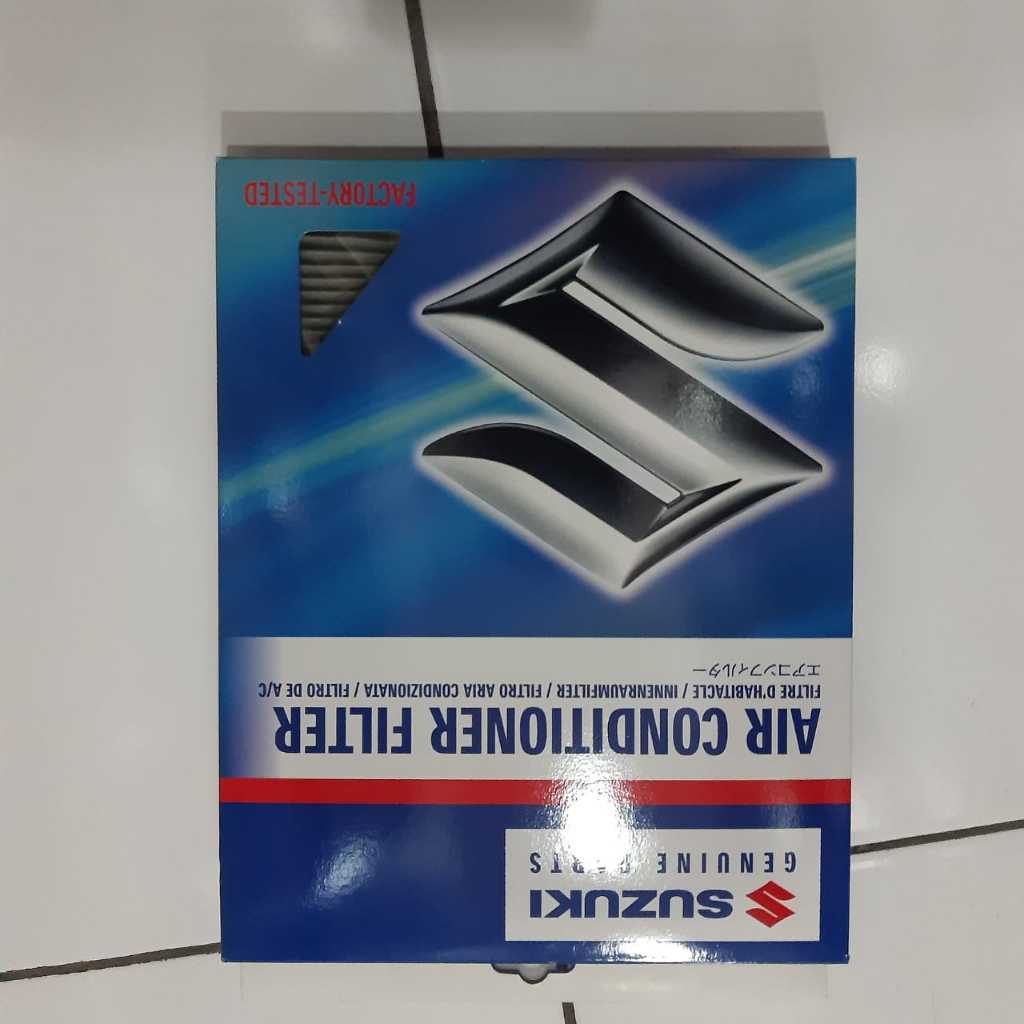 SUZUKI
GENUINE PARTS
AIR CONDITIONER FILTER
FILTRE D'HABITACLE / INNENRAUMFILTER / FILTRO ARIA CONDIZIONATA / FILTRO DE A/C
エアコンフィルター
FACTORY-TESTED